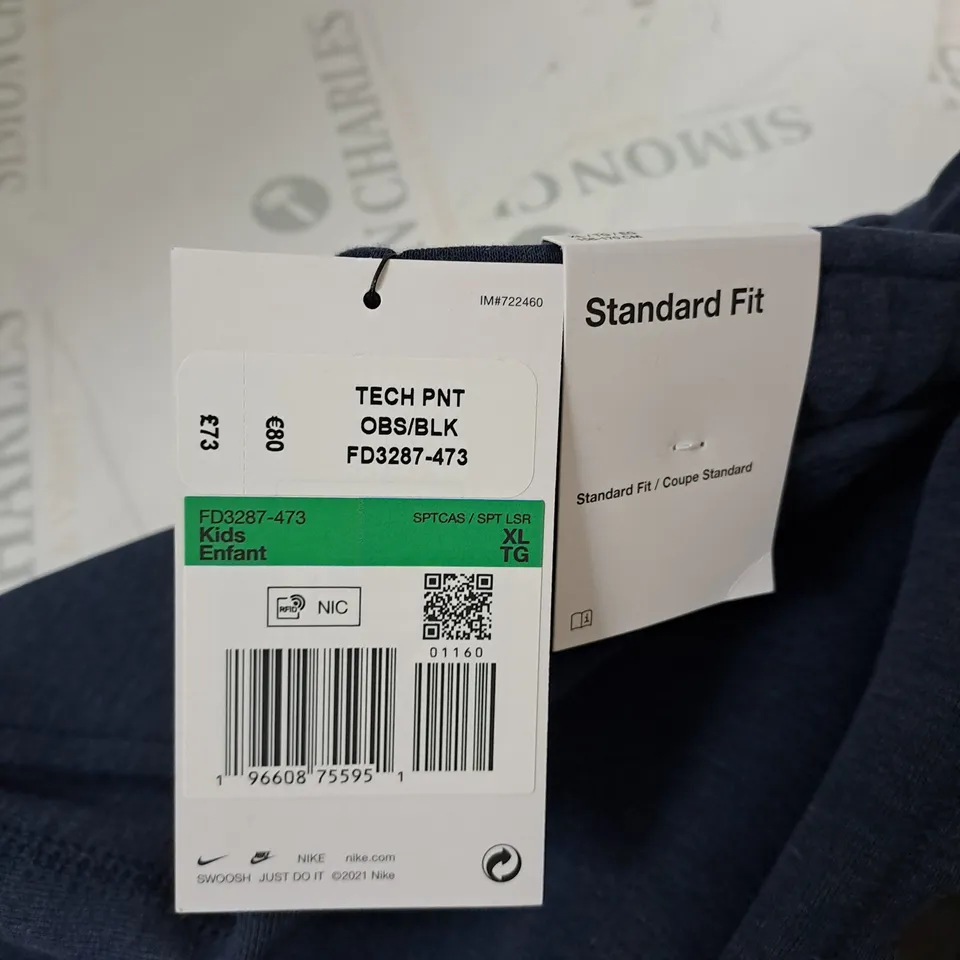 SIMON CHARLES
SIMON C
IM#722460
TECH PNT
OBS/BLK
FD3287-473
£73
€80
FD3287-473
SPTCAS / SPT LSR
Kids
XL
Enfant
TG
RFID
NIC
01160
1 96608 75595 1
NIKE nike.com
SWOOSH JUST DO IT ©2021 Nike
Standard Fit
Standard Fit / Coupe Standard